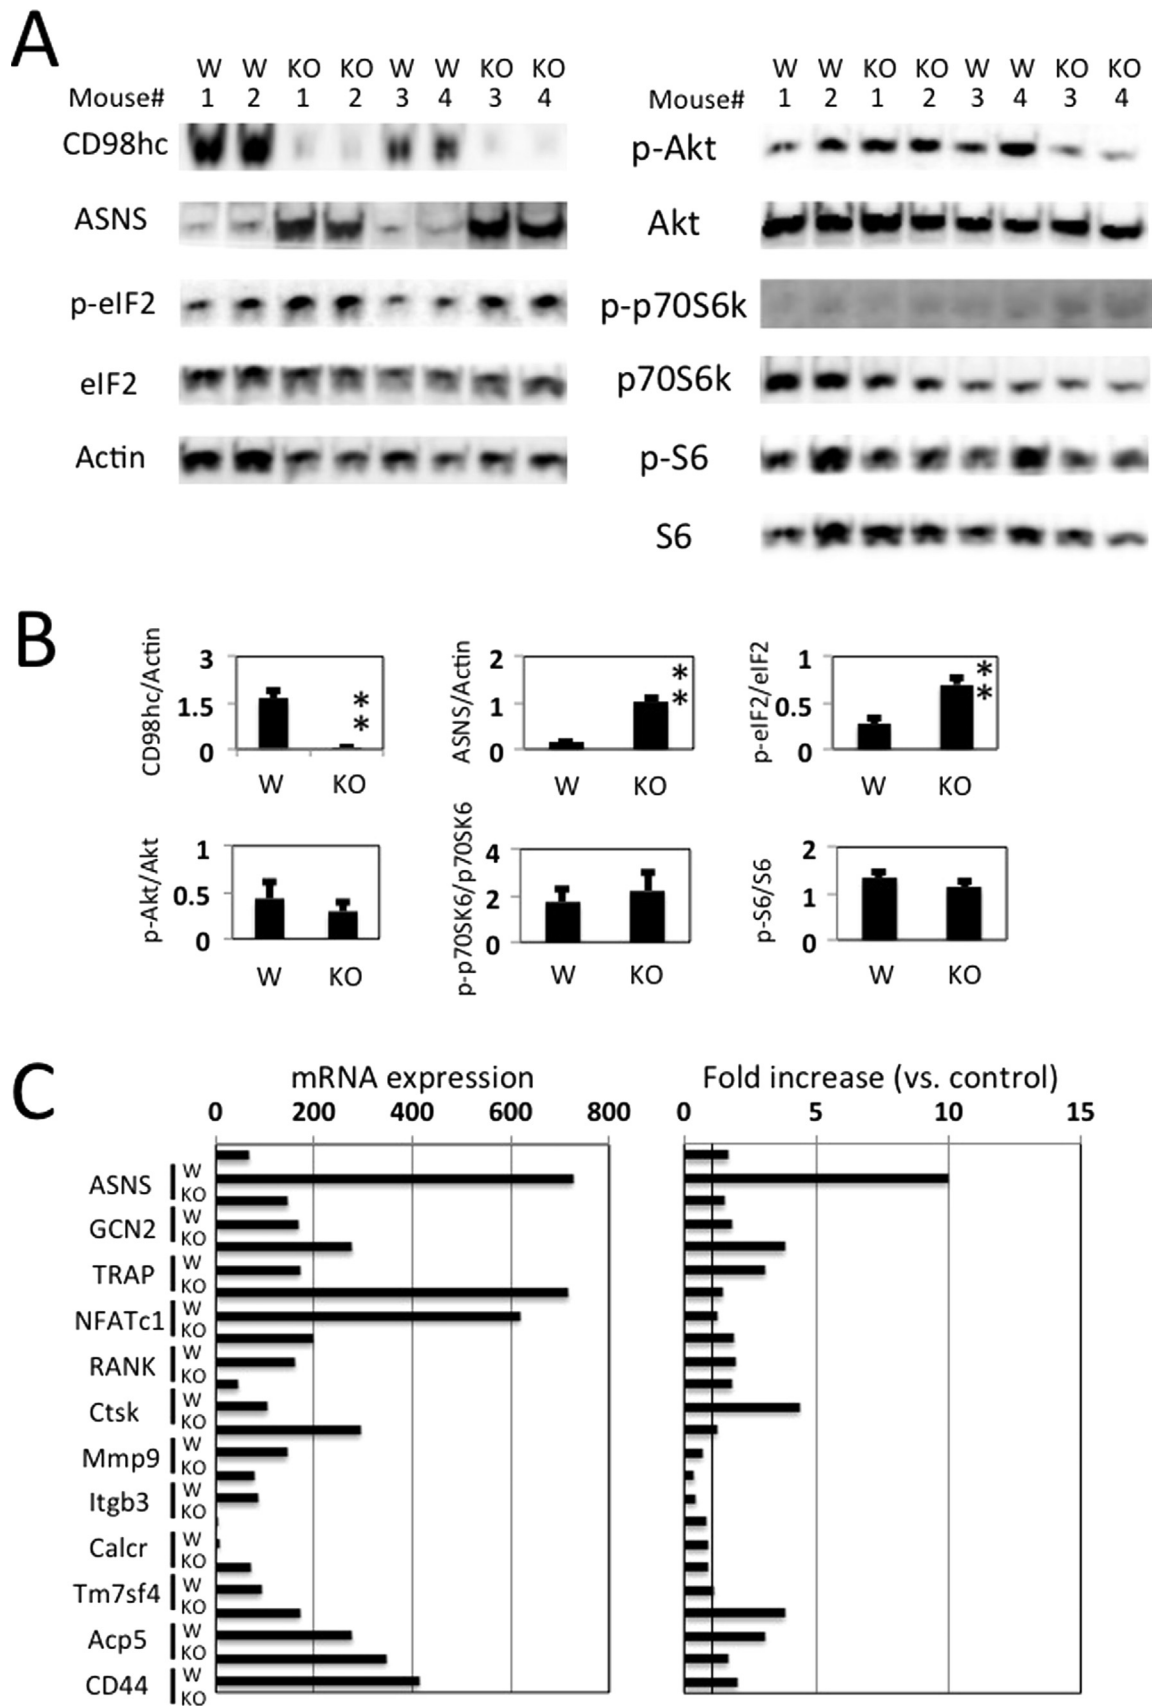 A
W W KO KO W W KO KO
Mouse# 1 2 1 2 3 4 3 4
CD98hc
ASNS
p-eIF2
eIF2
Actin
W W KO KO W W KO KO
Mouse# 1 2 1 2 3 4 3 4
p-Akt
Akt
p-p70S6k
p70S6k
p-S6
S6
B
CD98hc/Actin
3
1.5
0
* *
W KO
ASNS/Actin
2
1
0
* *
W KO
p-eIF2/eIF2
1
0.5
0
* *
W KO
p-Akt/Akt
1
0.5
0
W KO
p-p70SK6/p70SK6
4
2
0
W KO
p-S6/S6
2
1
0
W KO
C
mRNA expression
0 200 400 600 800
Fold increase (vs. control)
0 5 10 15
ASNS W
KO
GCN2 W
KO
TRAP W
KO
NFATc1 W
KO
RANK W
KO
Ctsk W
KO
Mmp9 W
KO
Itgb3 W
KO
Calcr W
KO
Tm7sf4 W
KO
Acp5 W
KO
CD44 W
KO